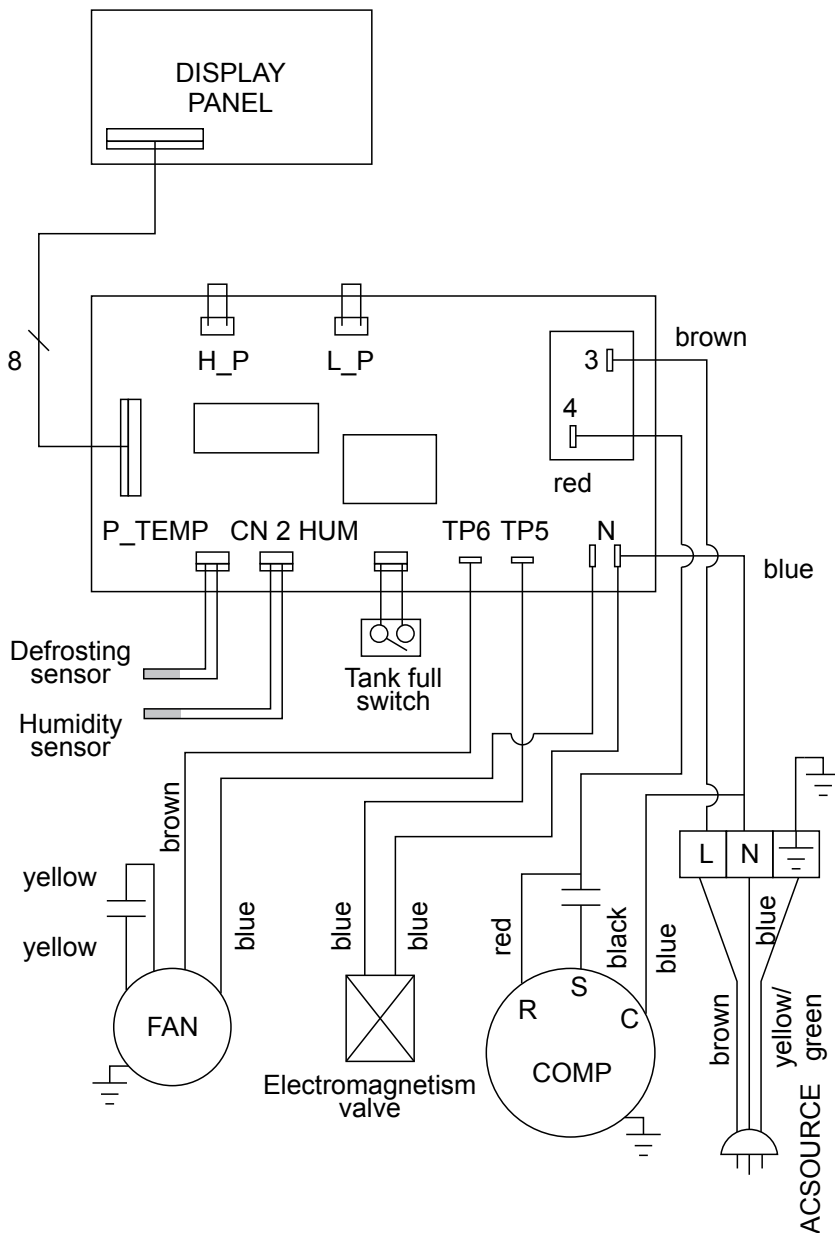 DISPLAY
PANEL
8
H_P
L_P
3
4
red
brown
P_TEMP
CN 2
HUM
TP6
TP5
N
blue
Defrosting
sensor
Humidity
sensor
Tank full
switch
brown
yellow
yellow
blue
blue
blue
red
black
blue
L
N
blue
brown
yellow/
green
FAN
Electromagnetism
valve
R
S
C
COMP
ACSOURCE